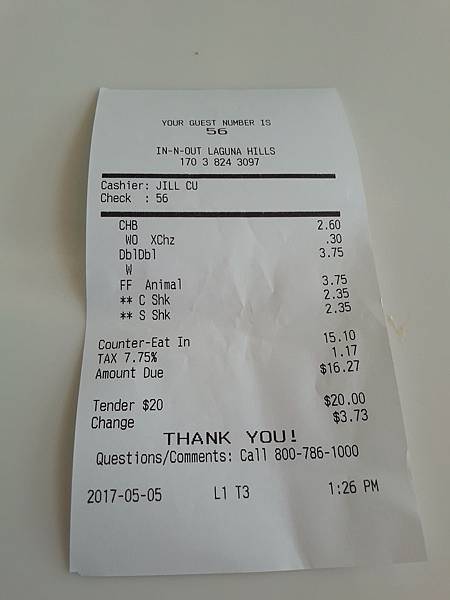 YOUR GUEST NUMBER IS
56
IN-N-OUT LAGUNA HILLS
170 3 824 3097
Cashier: JILL CU
Check : 56
CHB 2.60
WO XChz .30
DblDbl 3.75
W
FF Animal 3.75
** C Shk 2.35
** S Shk 2.35
Counter-Eat In 15.10
TAX 7.75% 1.17
Amount Due $16.27
Tender $20 $20.00
Change $3.73
THANK YOU!
Questions/Comments: Call 800-786-1000
2017-05-05 L1 T3 1:26 PM